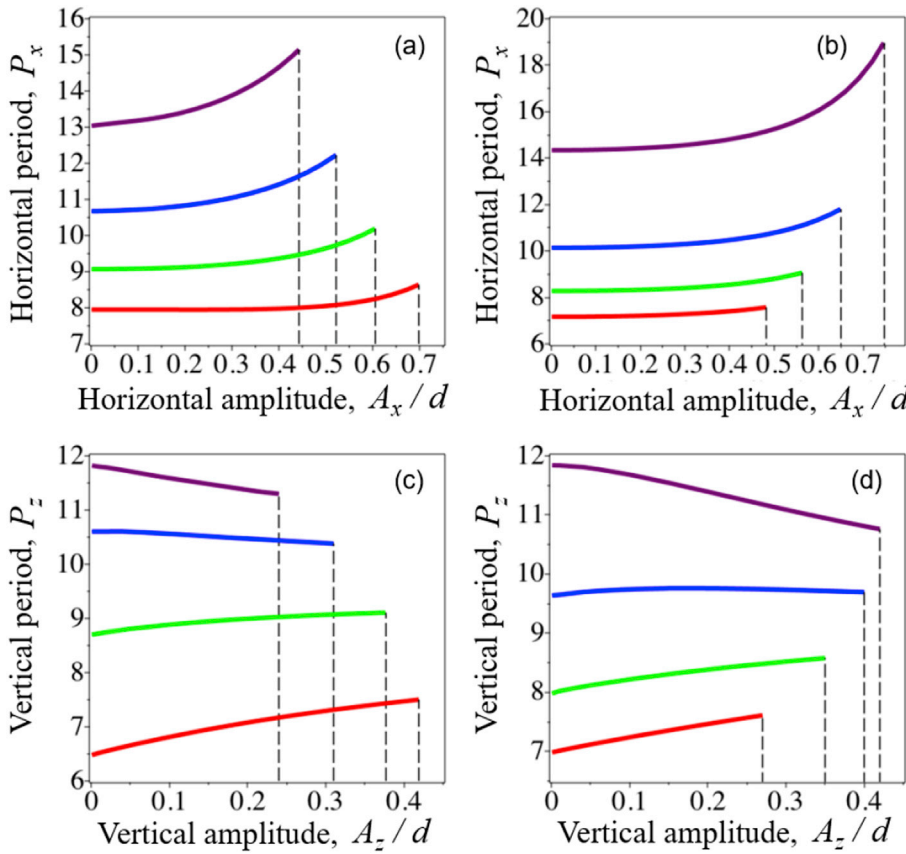 (a)
Horizontal period, P_x
16
15
13
12
10
9
8
7
0 0.1 0.2 0.3 0.4 0.5 0.6 0.7
Horizontal amplitude, A_x / d
(b)
Horizontal period, P_x
20
18
16
14
12
10
8
6
0 0.1 0.2 0.3 0.4 0.5 0.6 0.7
Horizontal amplitude, A_x / d
(c)
Vertical period, P_z
12
11
10
9
8
7
6
0 0.1 0.2 0.3 0.4
Vertical amplitude, A_z / d
(d)
Vertical period, P_z
12
11
10
9
8
7
0 0.1 0.2 0.3 0.4
Vertical amplitude, A_z / d